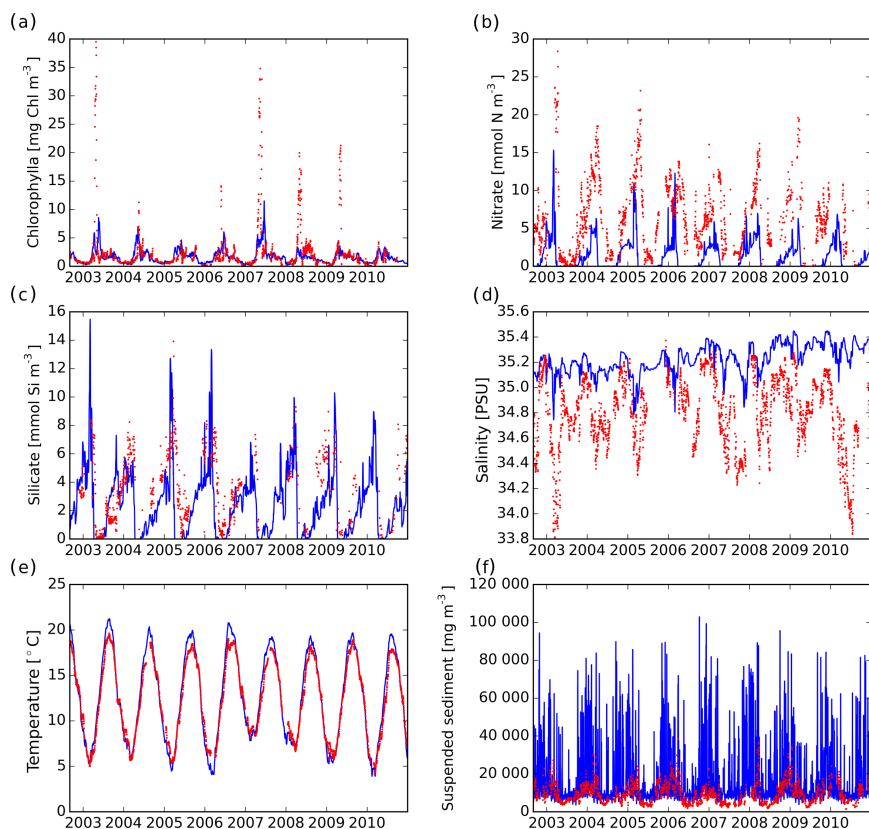 (a)
Chlorophylla [mg Chl m⁻³ ]
40
35
30
25
20
15
10
5
0
2003 2004 2005 2006 2007 2008 2009 2010
(b)
Nitrate [mmol N m⁻³ ]
30
25
20
15
10
5
0
2003 2004 2005 2006 2007 2008 2009 2010
(c)
Silicate [mmol Si m⁻³ ]
16
14
12
10
8
6
4
2
0
2003 2004 2005 2006 2007 2008 2009 2010
(d)
Salinity [PSU]
35.6
35.4
35.2
35.0
34.8
34.6
34.4
34.2
34.0
33.8
2003 2004 2005 2006 2007 2008 2009 2010
(e)
Temperature [ °C]
25
20
15
10
5
0
2003 2004 2005 2006 2007 2008 2009 2010
(f)
Suspended sediment [mg m⁻³ ]
120 000
100 000
80 000
60 000
40 000
20 000
0
2003 2004 2005 2006 2007 2008 2009 2010